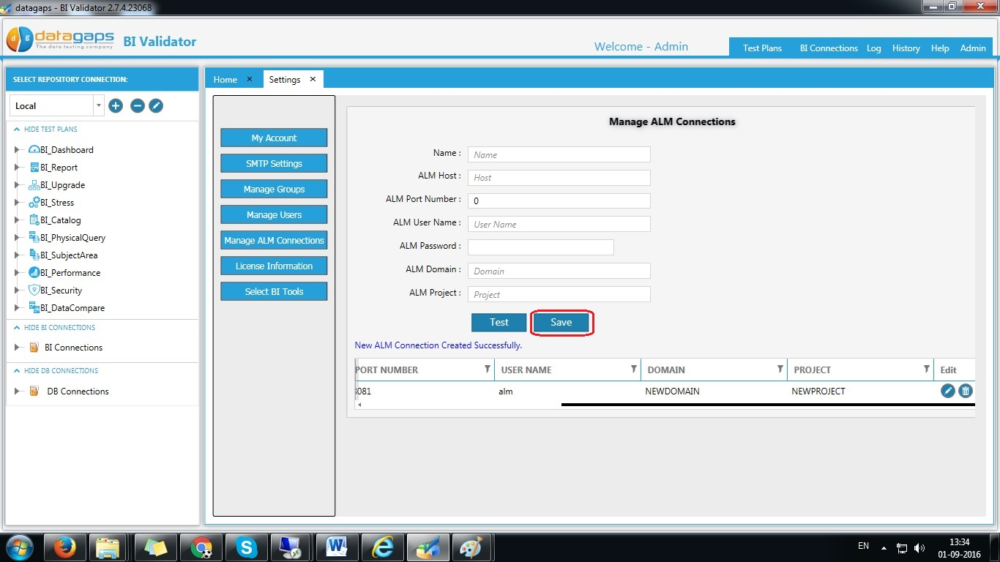 datagaps - BI Validator 2.7.4.23068
datagaps
The data testing company
BI Validator
Welcome - Admin
Test Plans BI Connections Log History Help Admin
SELECT REPOSITORY CONNECTION:
Local
HIDE TEST PLANS
BI_Dashboard
BI_Report
BI_Upgrade
BI_Stress
BI_Catalog
BI_PhysicalQuery
BI_SubjectArea
BI_Performance
BI_Security
BI_DataCompare
HIDE BI CONNECTIONS
BI Connections
HIDE DB CONNECTIONS
DB Connections
Home × Settings ×
My Account
SMTP Settings
Manage Groups
Manage Users
Manage ALM Connections
License Information
Select BI Tools
Manage ALM Connections
Name : Name
ALM Host : Host
ALM Port Number : 0
ALM User Name : User Name
ALM Password :
ALM Domain : Domain
ALM Project : Project
Test Save
New ALM Connection Created Successfully.
PORT NUMBER USER NAME DOMAIN PROJECT Edit
8081 alm NEWDOMAIN NEWPROJECT
EN 13:34
01-09-2016